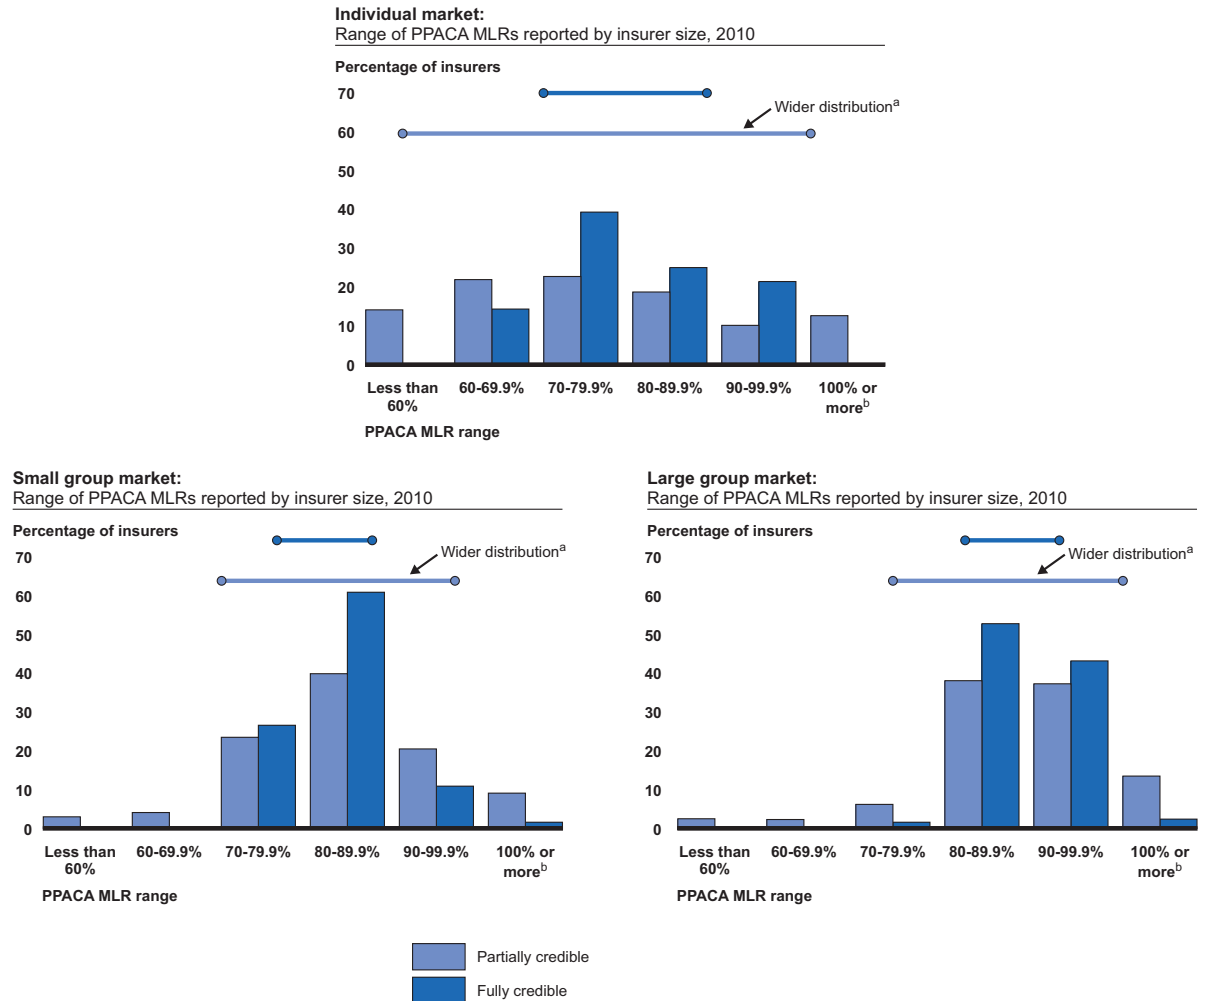 Individual market:
Range of PPACA MLRs reported by insurer size, 2010
Percentage of insurers
70
Wider distributionᵃ
60
50
40
30
20
10
0
Less than 60-69.9% 70-79.9% 80-89.9% 90-99.9% 100% or
60% moreᵇ
PPACA MLR range
Small group market:
Range of PPACA MLRs reported by insurer size, 2010
Percentage of insurers
Wider distributionᵃ
70
60
50
40
30
20
10
0
Less than 60-69.9% 70-79.9% 80-89.9% 90-99.9% 100% or
60% moreᵇ
PPACA MLR range
Large group market:
Range of PPACA MLRs reported by insurer size, 2010
Percentage of insurers
Wider distributionᵃ
70
60
50
40
30
20
10
0
Less than 60-69.9% 70-79.9% 80-89.9% 90-99.9% 100% or
60% moreᵇ
PPACA MLR range
Partially credible
Fully credible